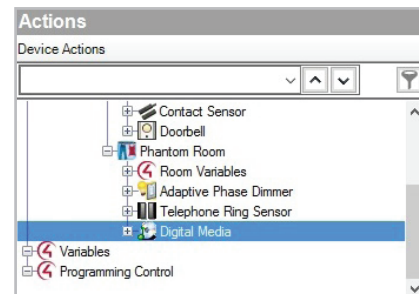 Actions
Device Actions
Contact Sensor
Doorbell
Phantom Room
Room Variables
Adaptive Phase Dimmer
Telephone Ring Sensor
Digital Media
Variables
Programming Control